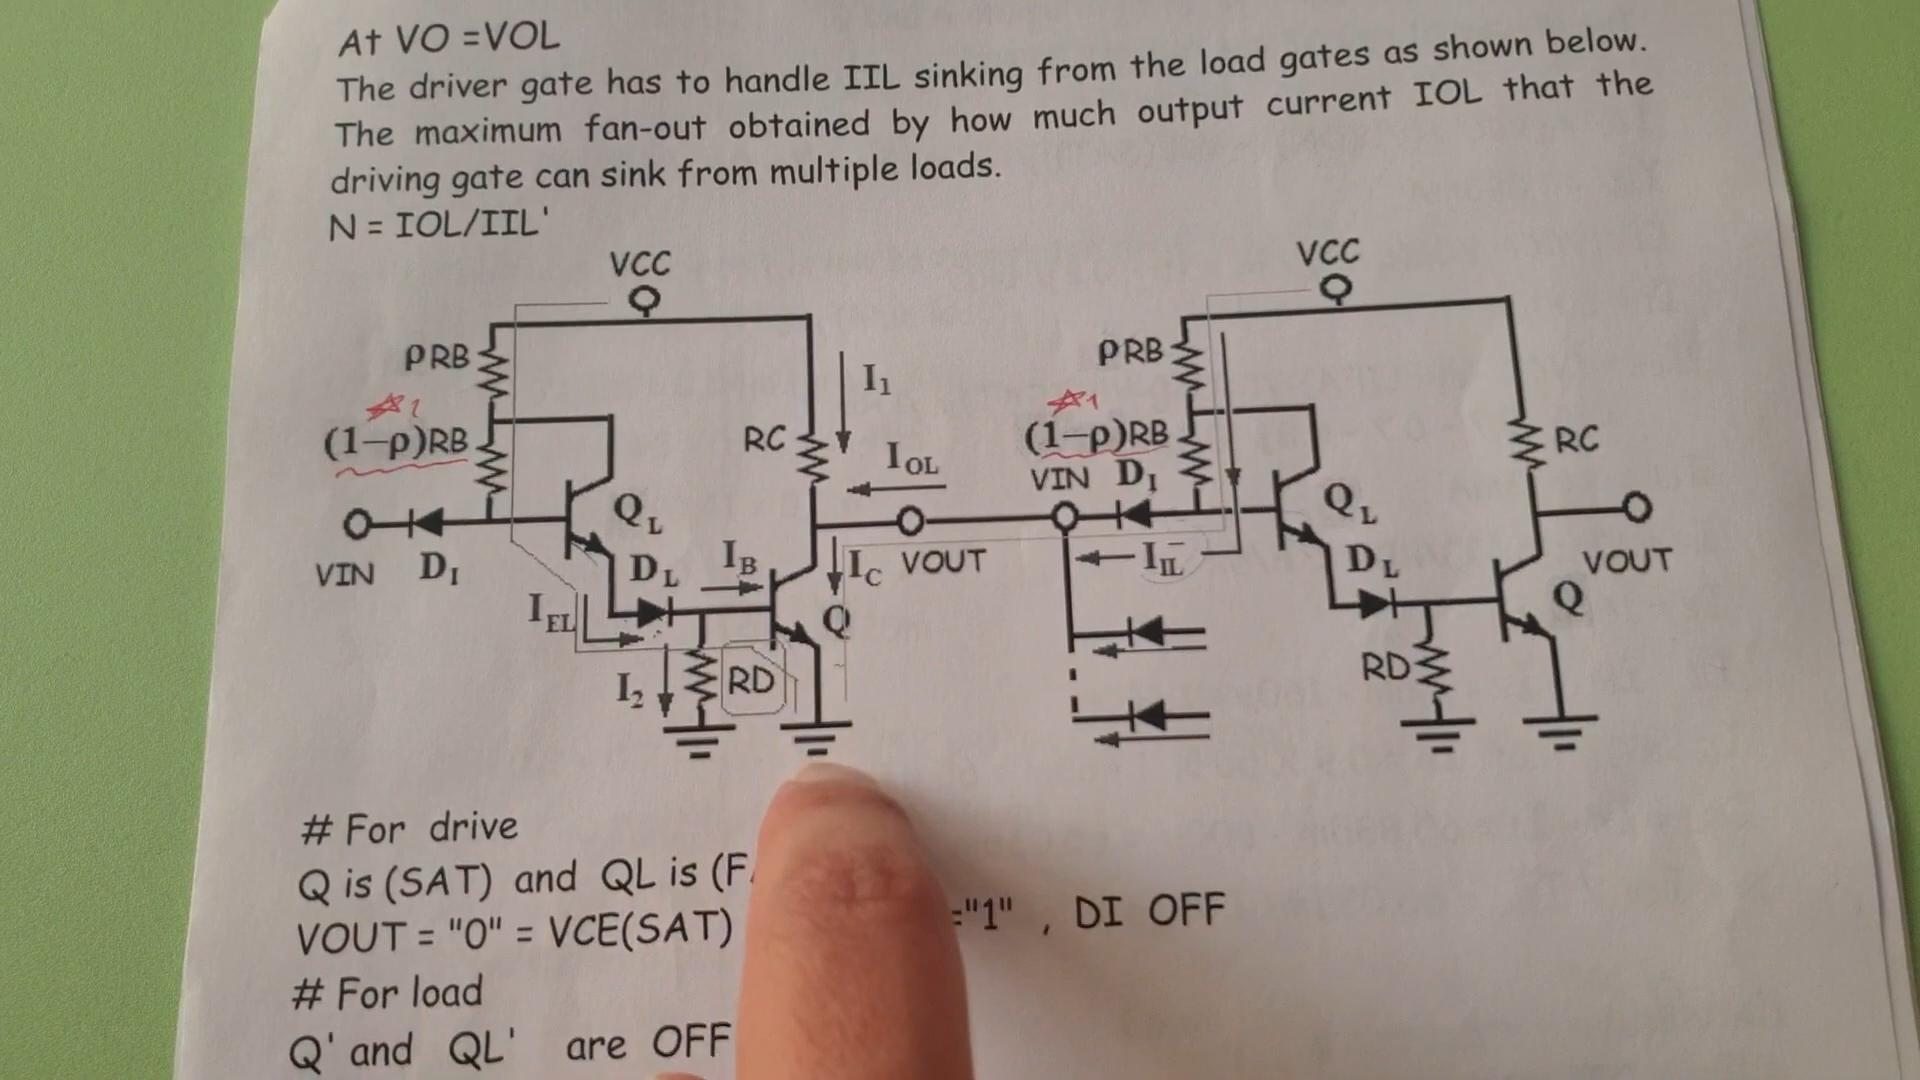 At VO =VOL
The driver gate has to handle IIL sinking from the load gates as shown below.
The maximum fan-out obtained by how much output current IOL that the
driving gate can sink from multiple loads.
N = IOL/IIL'
VCC
VCC
PRB
I1
PRB
(1-P)RB
RC
IOL
(1-P)RB
RC
VIN DI
QL
QL
VIN DI
DL
IB
IC
VOUT
IIL
DL
VOUT
IEL
Q
Q
I2
RD
RD
# For drive
Q is (SAT) and QL is (F
VOUT = "0" = VCE(SAT) ="1" , DI OFF
# For load
Q' and QL' are OFF